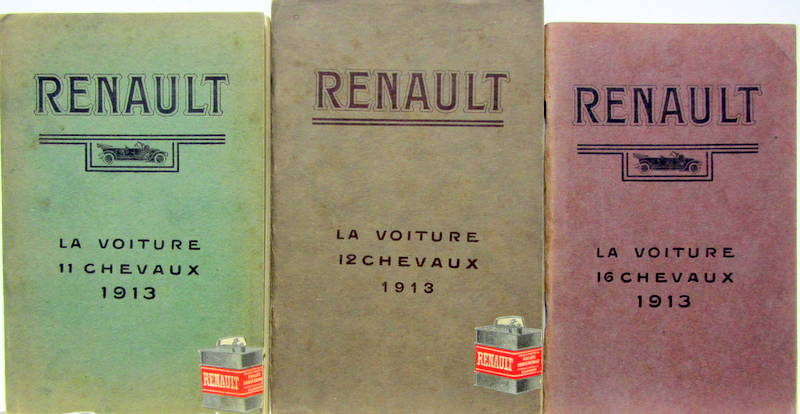 RENAULT
LA VOITURE
11 CHEVAUX
1913
RENAULT
RENAULT
LA VOITURE
12 CHEVAUX
1913
RENAULT
RENAULT
LA VOITURE
16 CHEVAUX
1913